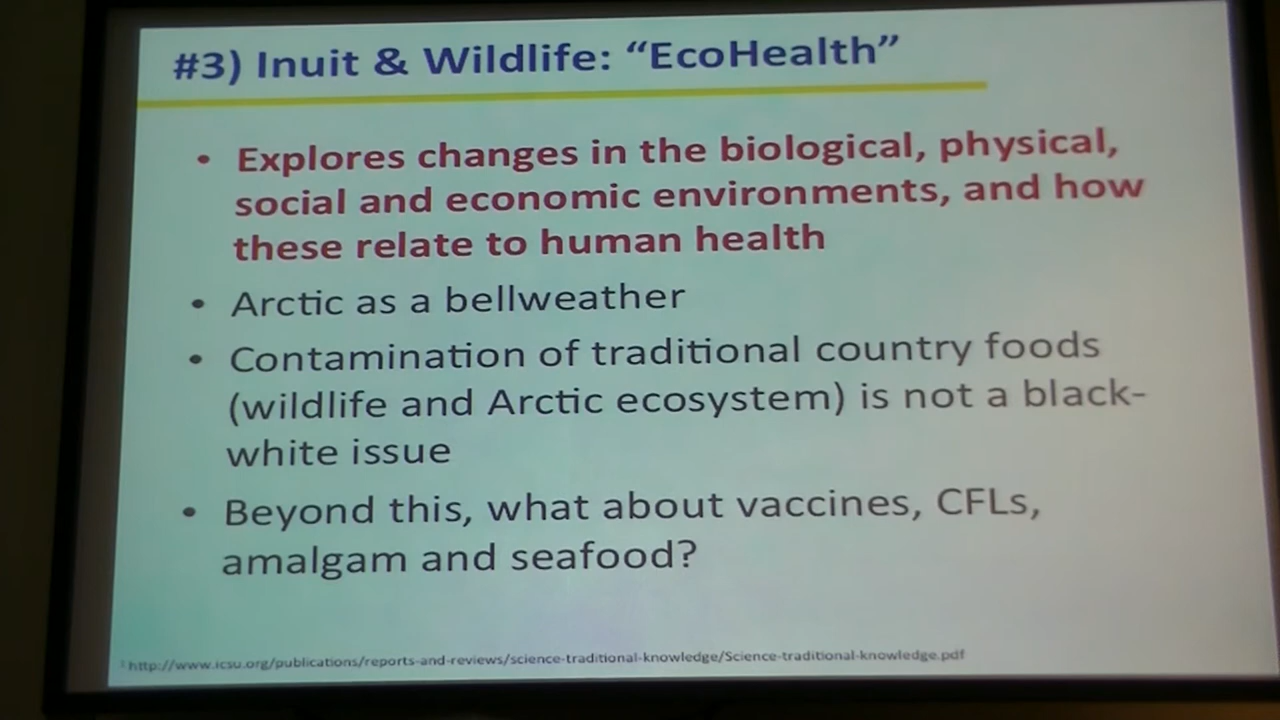 #3) Inuit & Wildlife: “EcoHealth”
• Explores changes in the biological, physical,
social and economic environments, and how
these relate to human health
• Arctic as a bellweather
• Contamination of traditional country foods
(wildlife and Arctic ecosystem) is not a black-
white issue
• Beyond this, what about vaccines, CFLs,
amalgam and seafood?
¹ http://www.icsu.org/publications/reports-and-reviews/science-traditional-knowledge/Science-traditional-knowledge.pdf